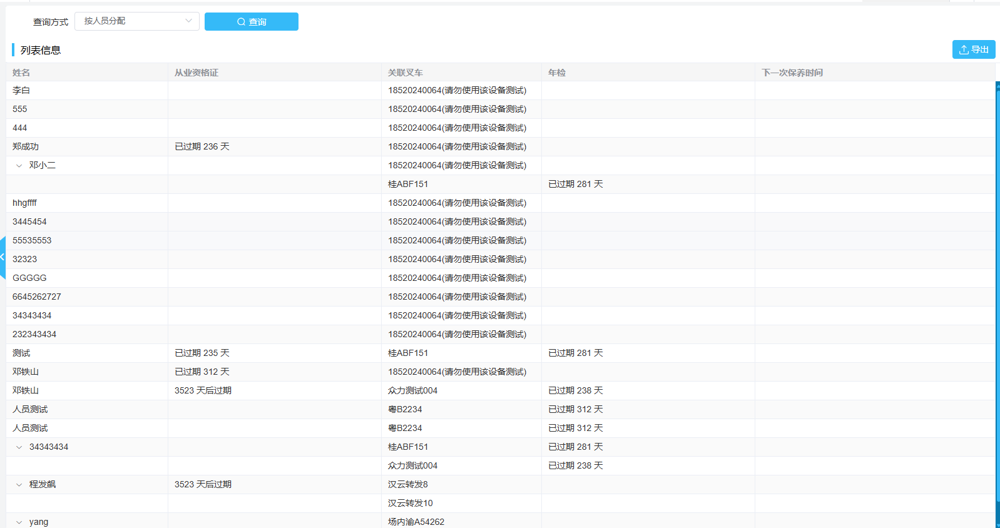 查询方式 按人员分配 查询
列表信息 导出
姓名 从业资格证 关联叉车 年检 下一次保养时间
李白 18520240064(请勿使用该设备测试)
555 18520240064(请勿使用该设备测试)
444 18520240064(请勿使用该设备测试)
郑成功 已过期 236 天 18520240064(请勿使用该设备测试)
邓小二 18520240064(请勿使用该设备测试)
桂ABF151 已过期 281 天
hhgffff 18520240064(请勿使用该设备测试)
3445454 18520240064(请勿使用该设备测试)
55535553 18520240064(请勿使用该设备测试)
32323 18520240064(请勿使用该设备测试)
GGGGG 18520240064(请勿使用该设备测试)
6645262727 18520240064(请勿使用该设备测试)
34343434 18520240064(请勿使用该设备测试)
232343434 18520240064(请勿使用该设备测试)
测试 已过期 235 天 桂ABF151 已过期 281 天
邓铁山 已过期 312 天 18520240064(请勿使用该设备测试)
邓铁山 3523 天后过期 众力测试004 已过期 238 天
人员测试 粤B2234 已过期 312 天
人员测试 粤B2234 已过期 312 天
34343434 桂ABF151 已过期 281 天
众力测试004 已过期 238 天
程发飙 3523 天后过期 汉云转发8
汉云转发10
yang 场内渝A54262